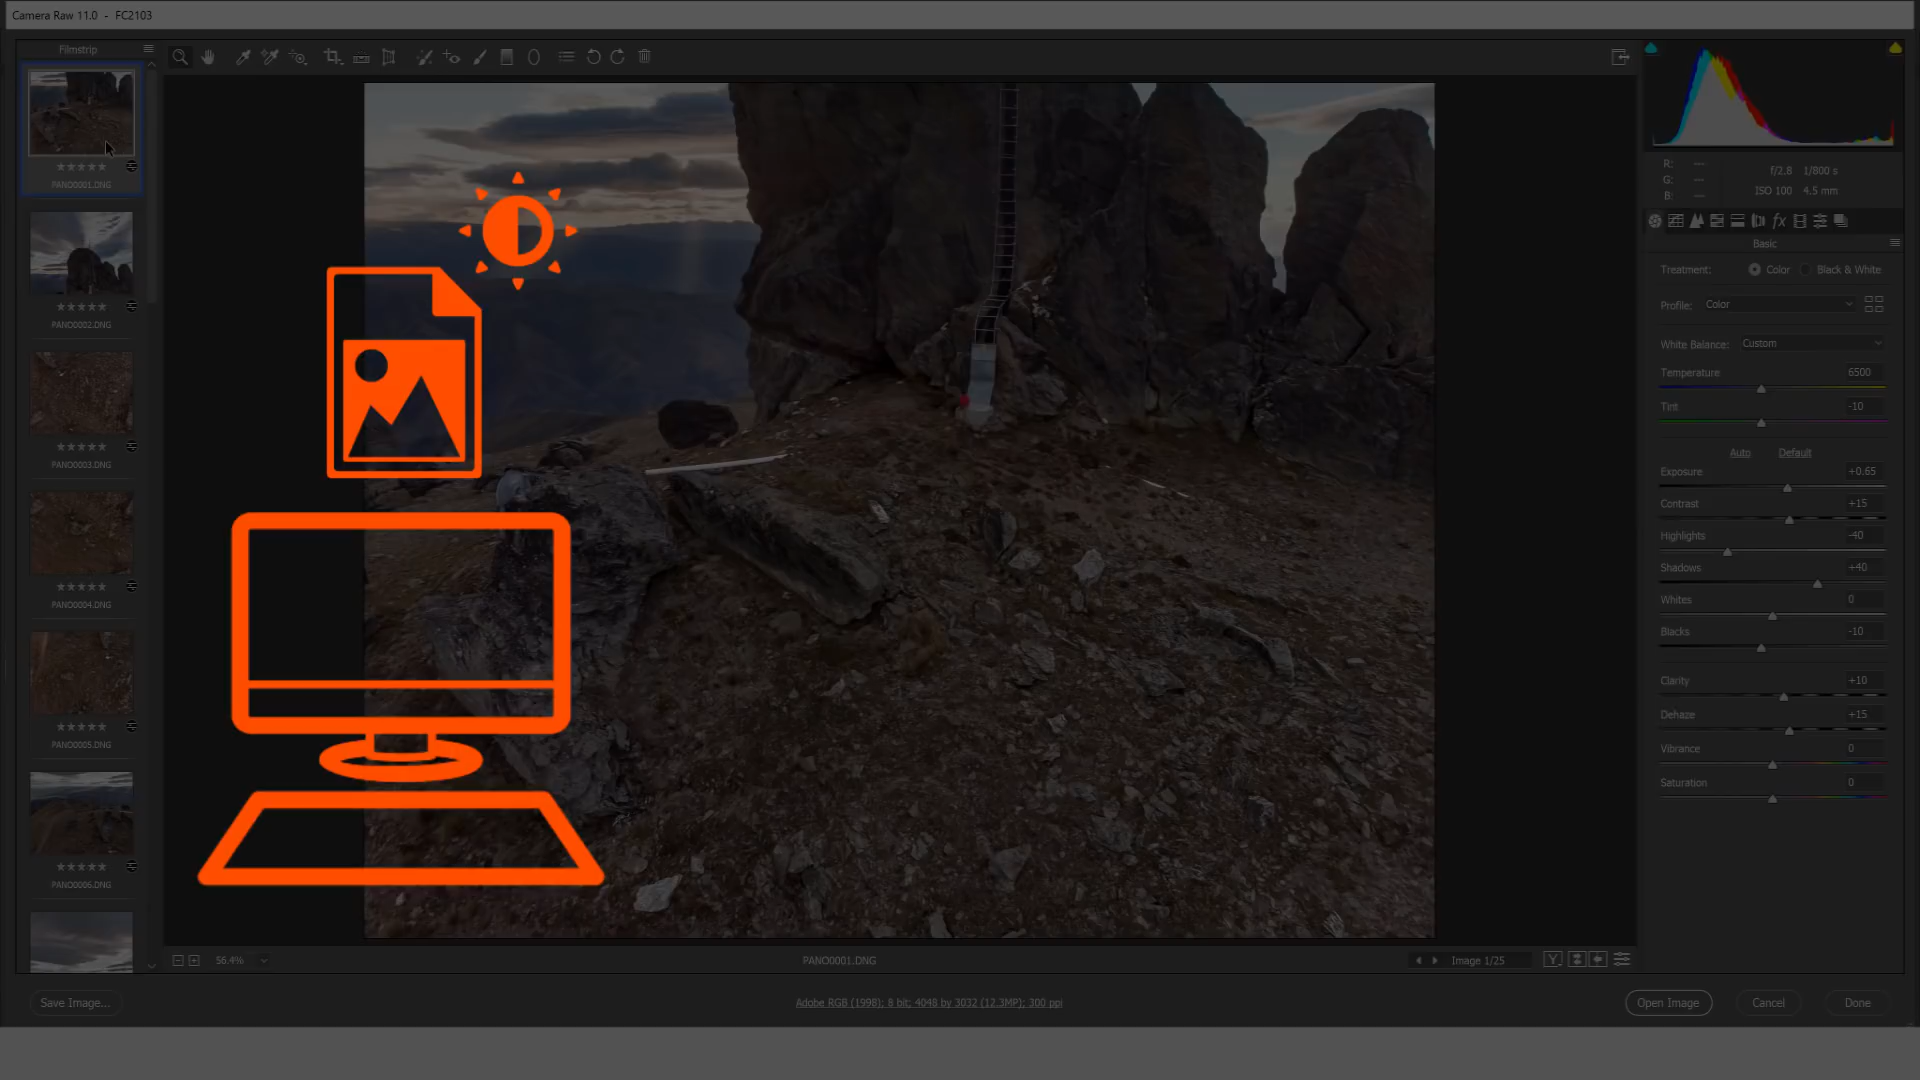 Camera Raw 11.0 - FC2103
Filmstrip
PANO0001.DNG
PANO0002.DNG
PANO0003.DNG
PANO0004.DNG
PANO0005.DNG
PANO0006.DNG
56.4%
PANO0001.DNG
Image 1/25
Y
Save Image...
Adobe RGB (1998); 8 bit; 4048 by 3032 (12.3MP); 300 ppi
Open Image
Cancel
Done
R: ---
G: ---
B: ---
f/2.8 1/800 s
ISO 100 4.5 mm
fx
Basic
Treatment: Color Black & White
Profile: Color
White Balance: Custom
Temperature 6500
Tint -10
Auto Default
Exposure +0.65
Contrast +15
Highlights -40
Shadows +40
Whites 0
Blacks -10
Clarity +10
Dehaze +15
Vibrance 0
Saturation 0